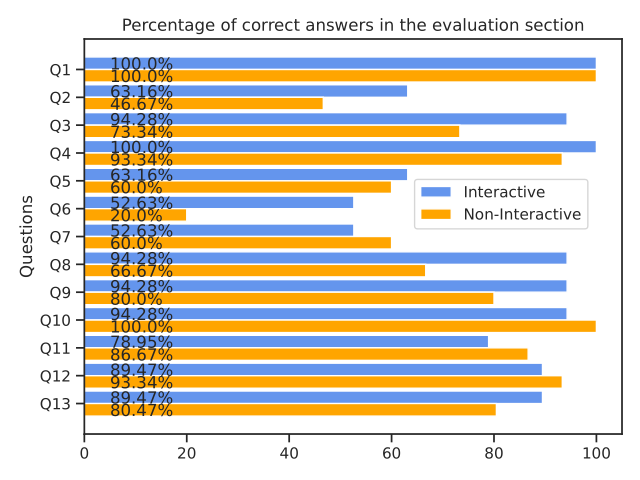 Percentage of correct answers in the evaluation section
Q1
100.0%
100.0%
Q2
63.16%
46.67%
Q3
94.28%
73.34%
Q4
100.0%
93.34%
Q5
63.16%
60.0%
Q6
52.63%
20.0%
Q7
52.63%
60.0%
Q8
94.28%
66.67%
Q9
94.28%
80.0%
Q10
94.28%
100.0%
Q11
78.95%
86.67%
Q12
89.47%
93.34%
Q13
89.47%
80.47%
Questions
Interactive
Non-Interactive
0 20 40 60 80 100